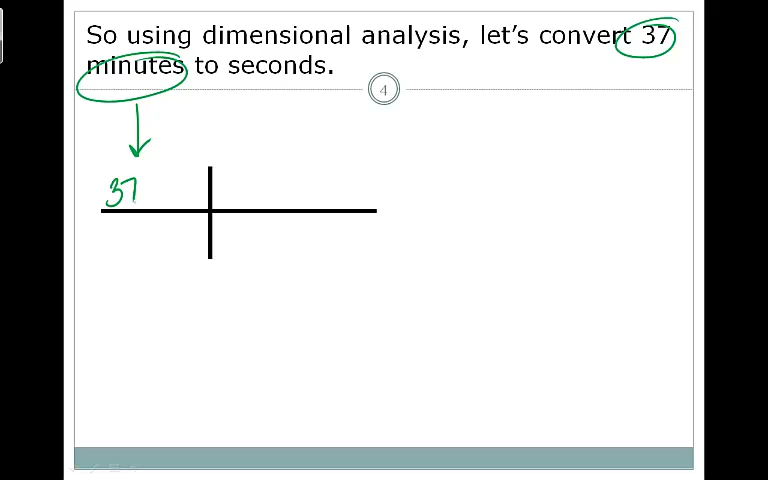 So using dimensional analysis, let's convert 37
minutes to seconds.
4
37